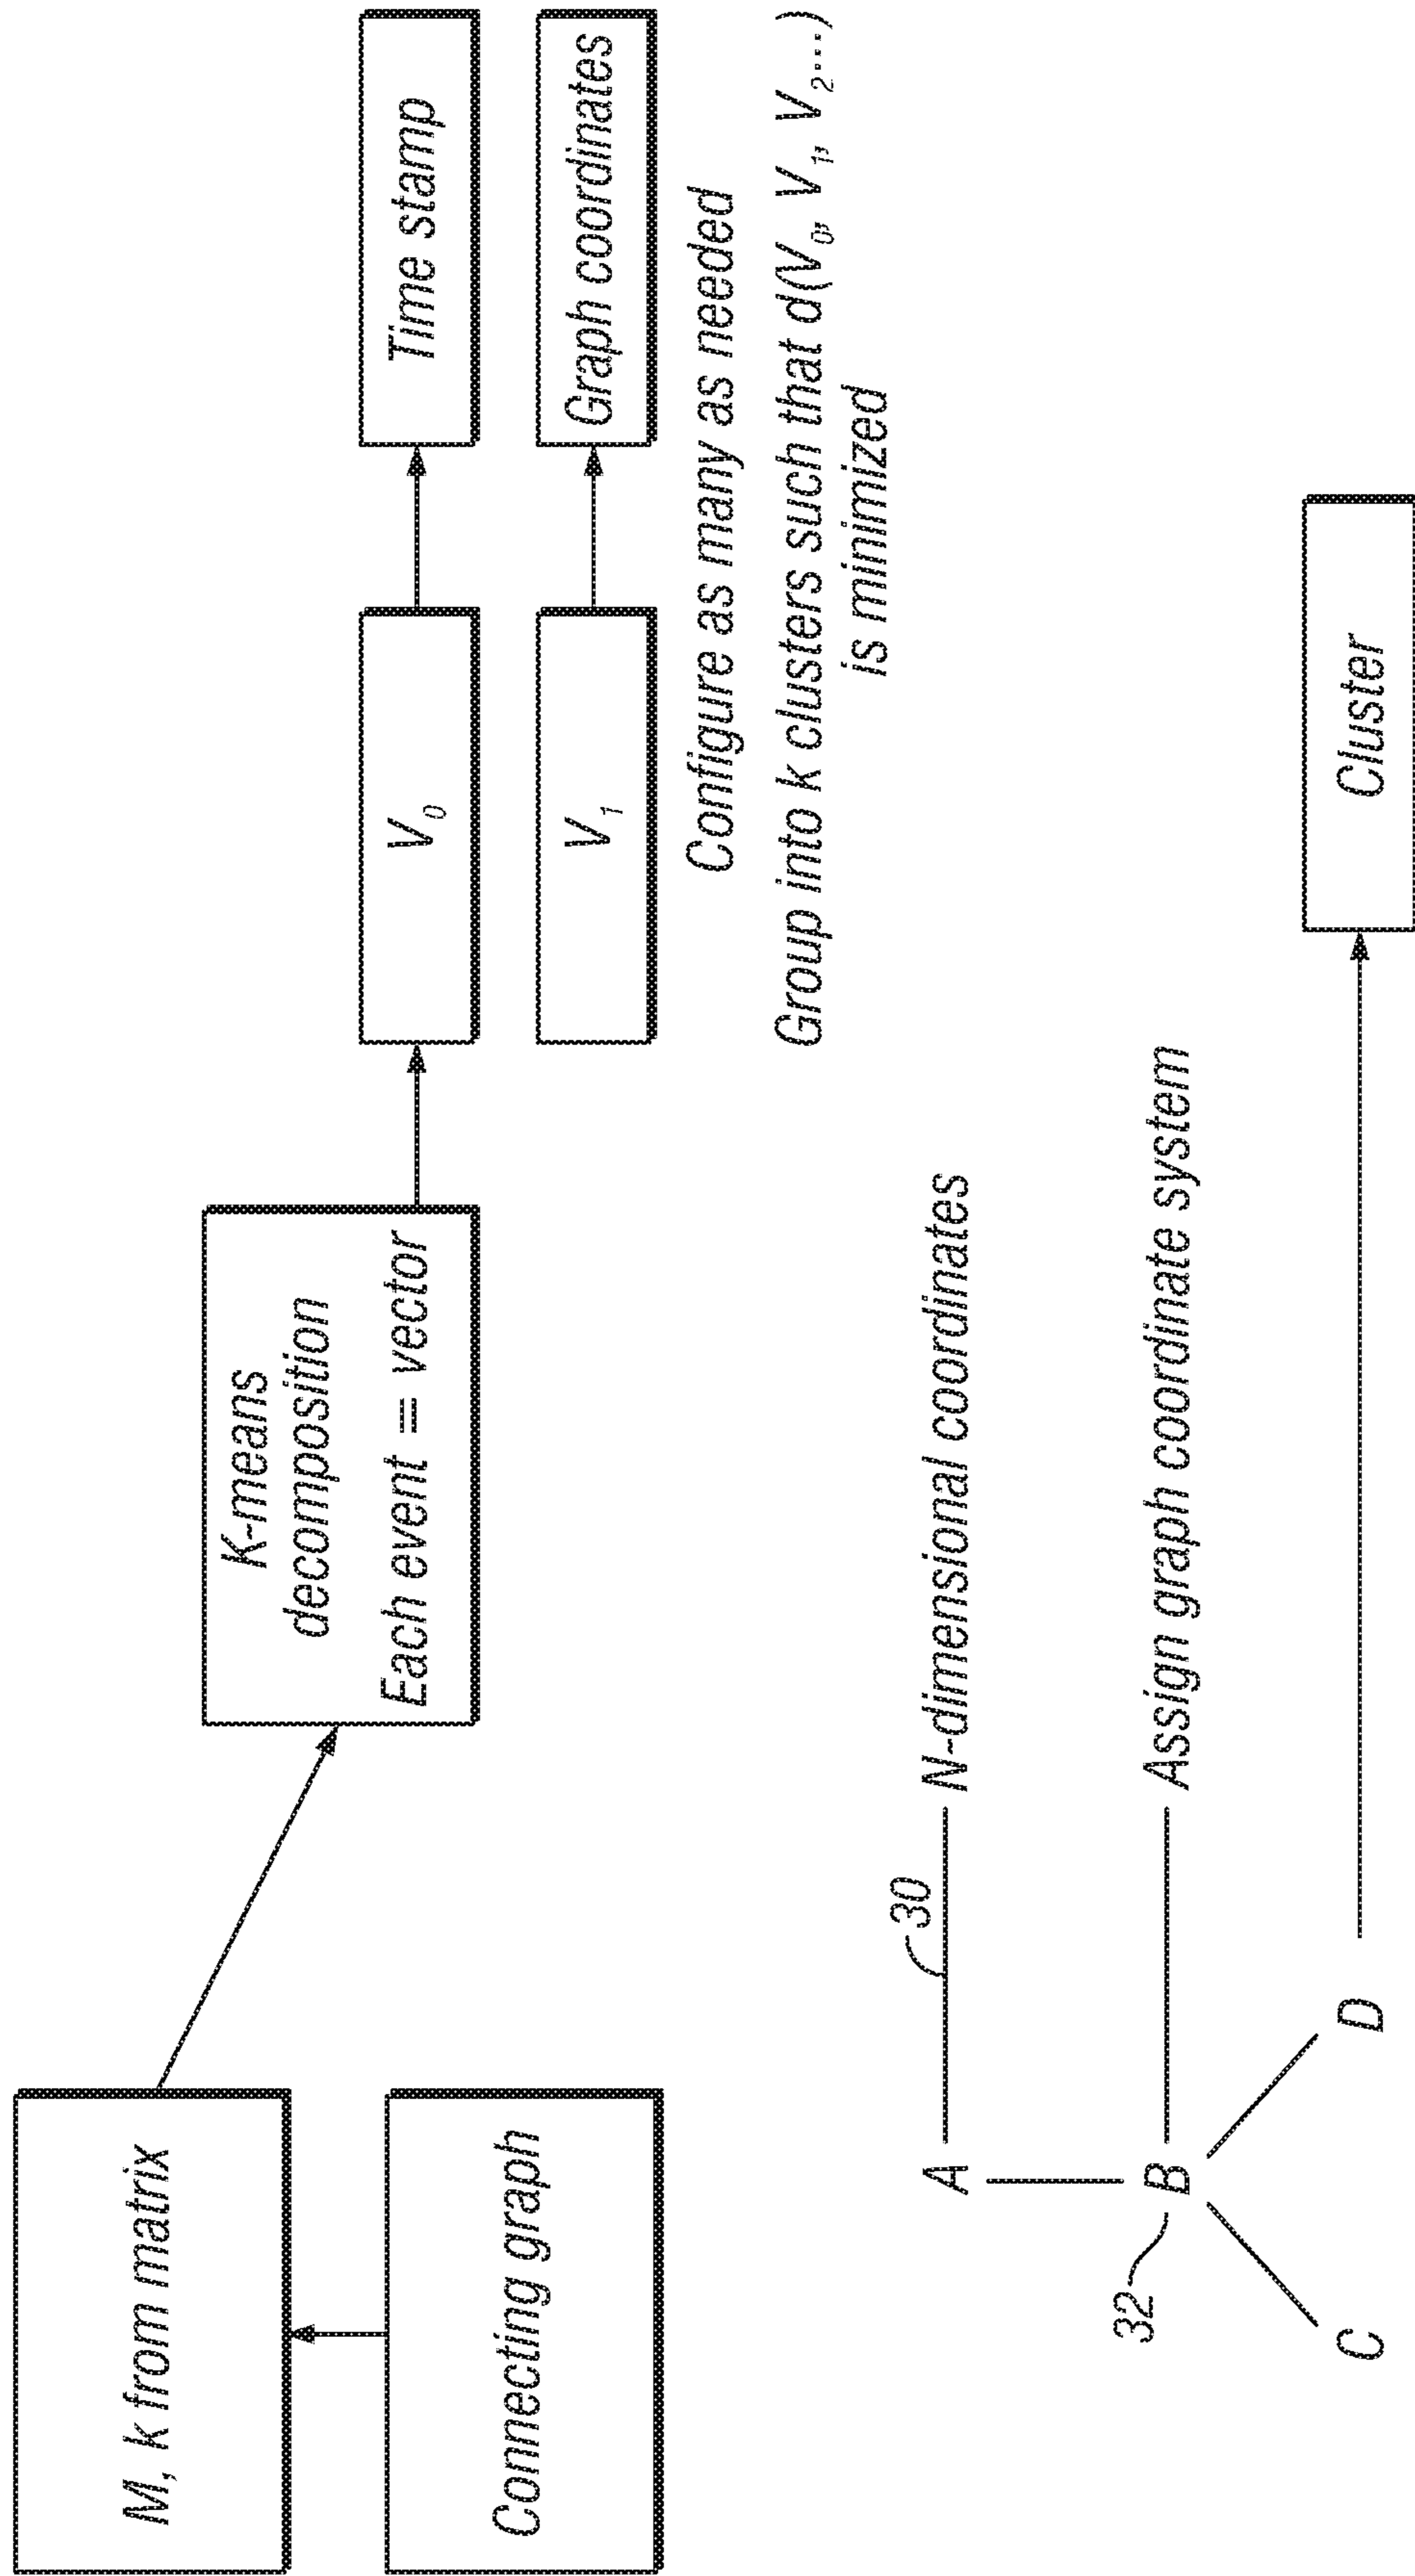 M, k from matrix
Connecting graph
K-means
decomposition
Each event = vector
V₀
V₁
Time stamp
Graph coordinates
Configure as many as needed
Group into k clusters such that d(V₀, V₁, V₂...)
is minimized
A
30
N-dimensional coordinates
32
B
Assign graph coordinate system
C
D
Cluster